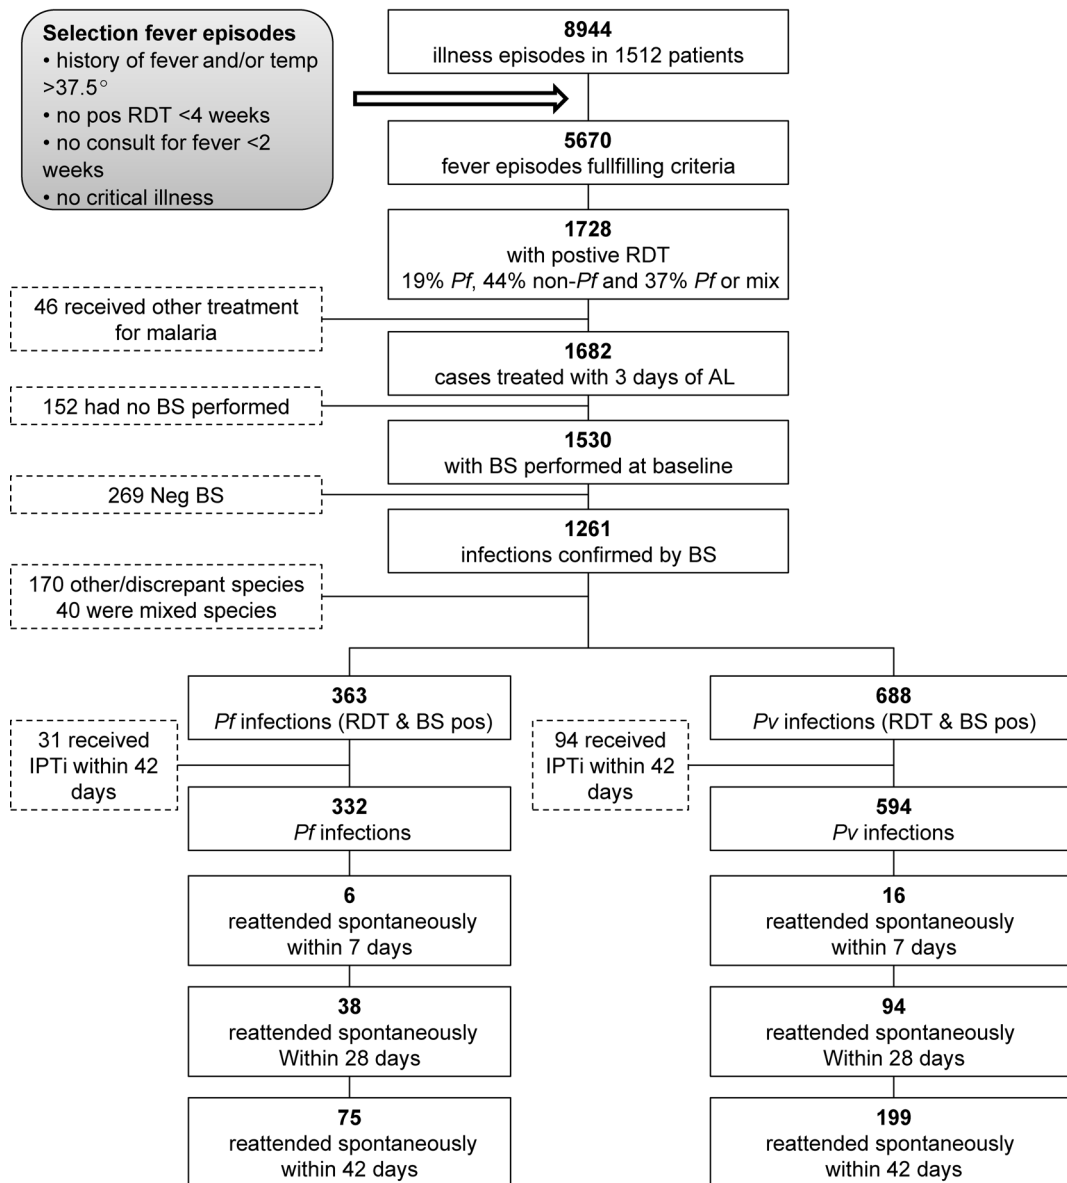 Selection fever episodes
• history of fever and/or temp
>37.5°
• no pos RDT <4 weeks
• no consult for fever <2
weeks
• no critical illness
8944
illness episodes in 1512 patients
5670
fever episodes fullfilling criteria
1728
with postive RDT
19% Pf, 44% non-Pf and 37% Pf or mix
46 received other treatment
for malaria
1682
cases treated with 3 days of AL
152 had no BS performed
1530
with BS performed at baseline
269 Neg BS
1261
infections confirmed by BS
170 other/discrepant species
40 were mixed species
363
Pf infections (RDT & BS pos)
31 received
IPTi within 42
days
332
Pf infections
6
reattended spontaneously
within 7 days
38
reattended spontaneously
Within 28 days
75
reattended spontaneously
within 42 days
688
Pv infections (RDT & BS pos)
94 received
IPTi within 42
days
594
Pv infections
16
reattended spontaneously
within 7 days
94
reattended spontaneously
Within 28 days
199
reattended spontaneously
within 42 days